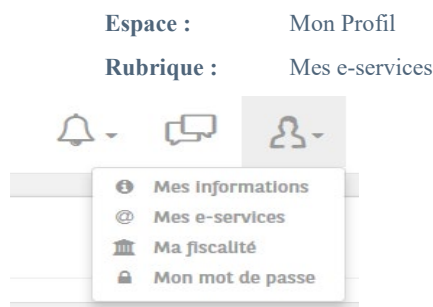 Espace : Mon Profil
Rubrique : Mes e-services
Mes informations
@ Mes e-services
Ma fiscalité
Mon mot de passe